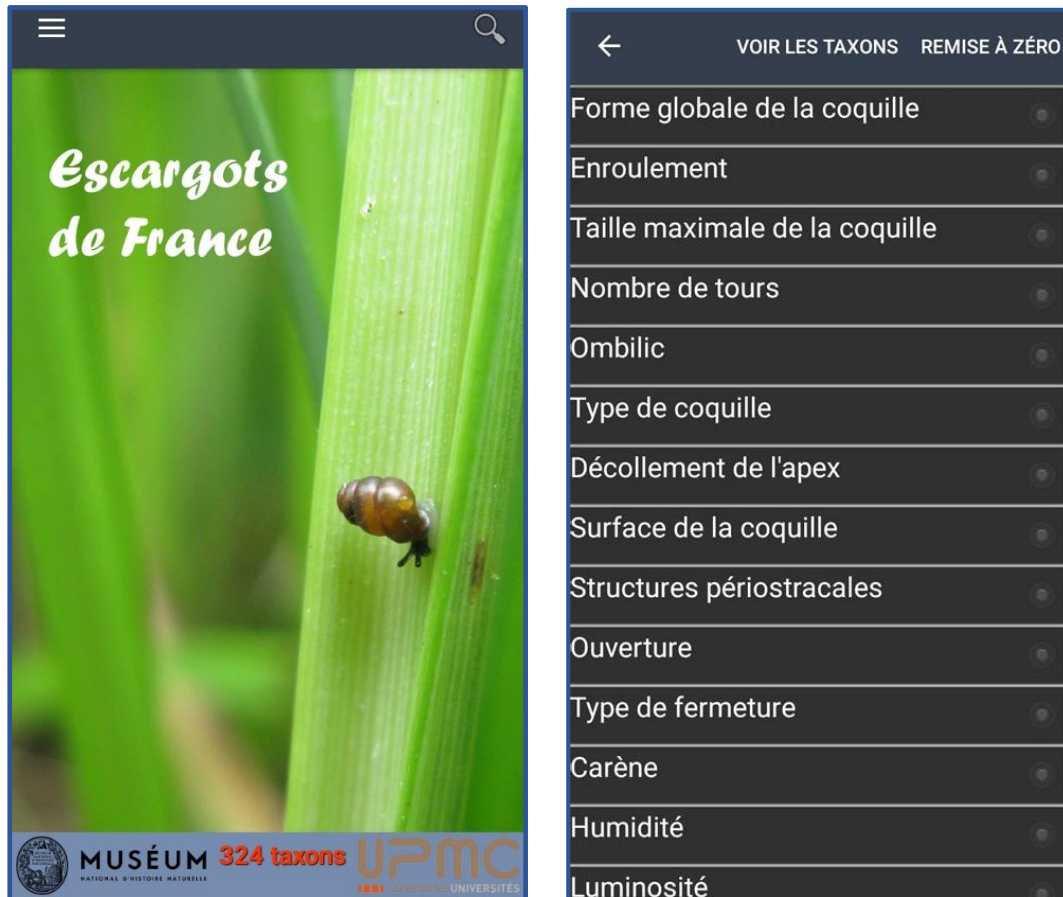 Escargots
de France
MUSÉUM
NATIONAL D'HISTOIRE NATURELLE
324 taxons
UPMC
SORBONNE UNIVERSITÉS
VOIR LES TAXONS REMISE À ZÉRO
Forme globale de la coquille
Enroulement
Taille maximale de la coquille
Nombre de tours
Ombilic
Type de coquille
Décollement de l'apex
Surface de la coquille
Structures périostracales
Ouverture
Type de fermeture
Carène
Humidité
Luminosité